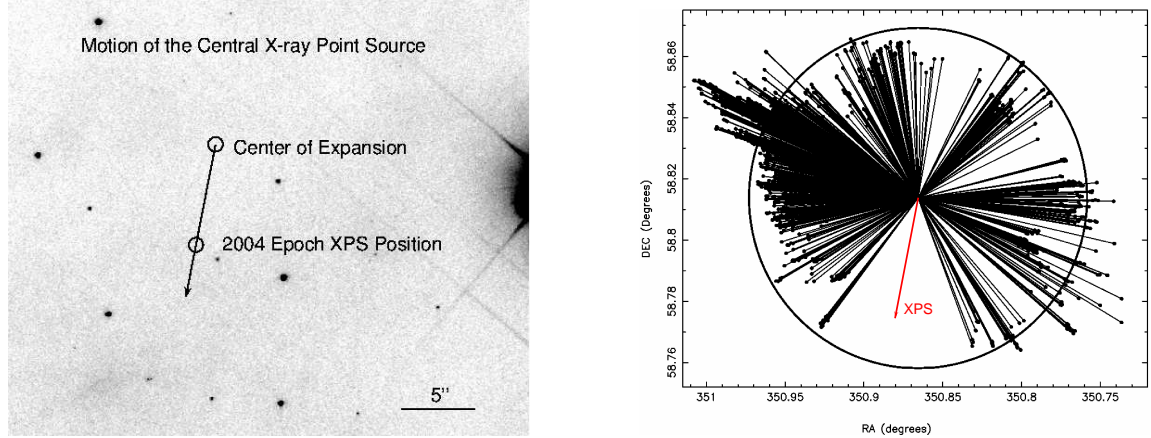 Motion of the Central X-ray Point Source
Center of Expansion
2004 Epoch XPS Position
5"
58.86
58.84
58.82
58.8
58.78
58.76
DEC (Degrees)
XPS
351
350.95
350.9
350.85
350.8
350.75
RA (degrees)